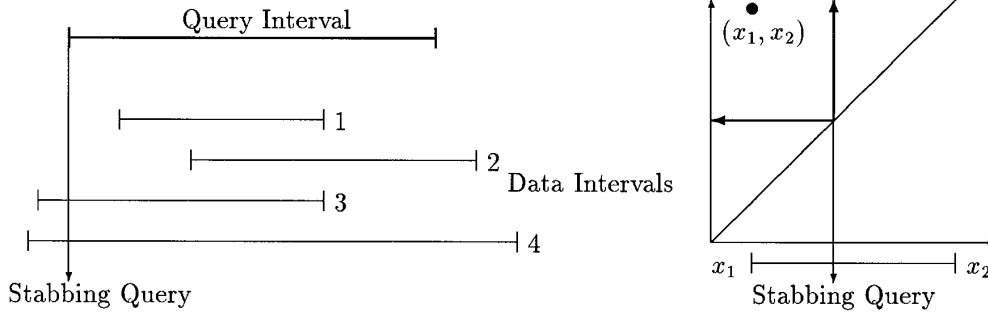 Query Interval
1
2
Data Intervals
3
4
Stabbing Query
(x₁, x₂)
x₁
x₂
Stabbing Query